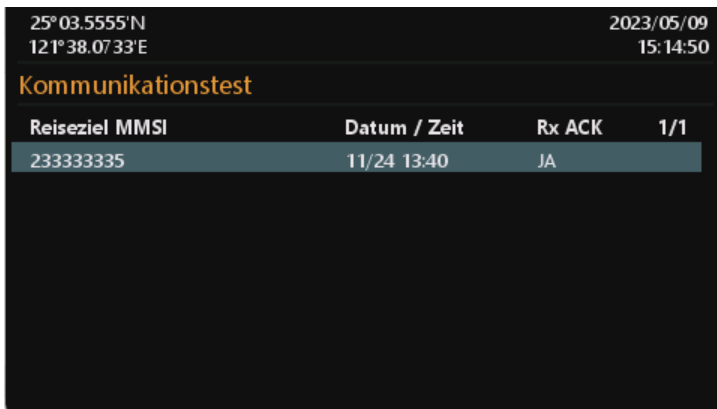 25°03.5555'N 2023/05/09
121°38.0733'E 15:14:50
Kommunikationstest
Reiseziel MMSI Datum / Zeit Rx ACK 1/1
233333335 11/24 13:40 JA